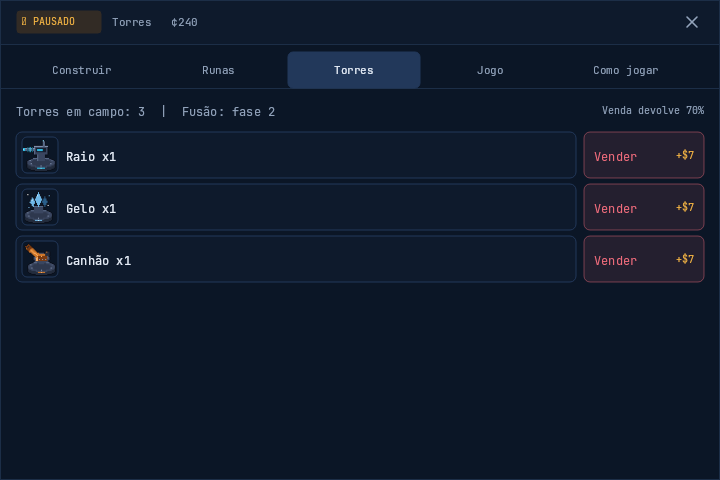 PAUSADO Torres ¢240
Construir Runas Torres Jogo Como jogar
Torres em campo: 3 | Fusão: fase 2 Venda devolve 70%
Raio x1 Vender +$7
Gelo x1 Vender +$7
Canhão x1 Vender +$7